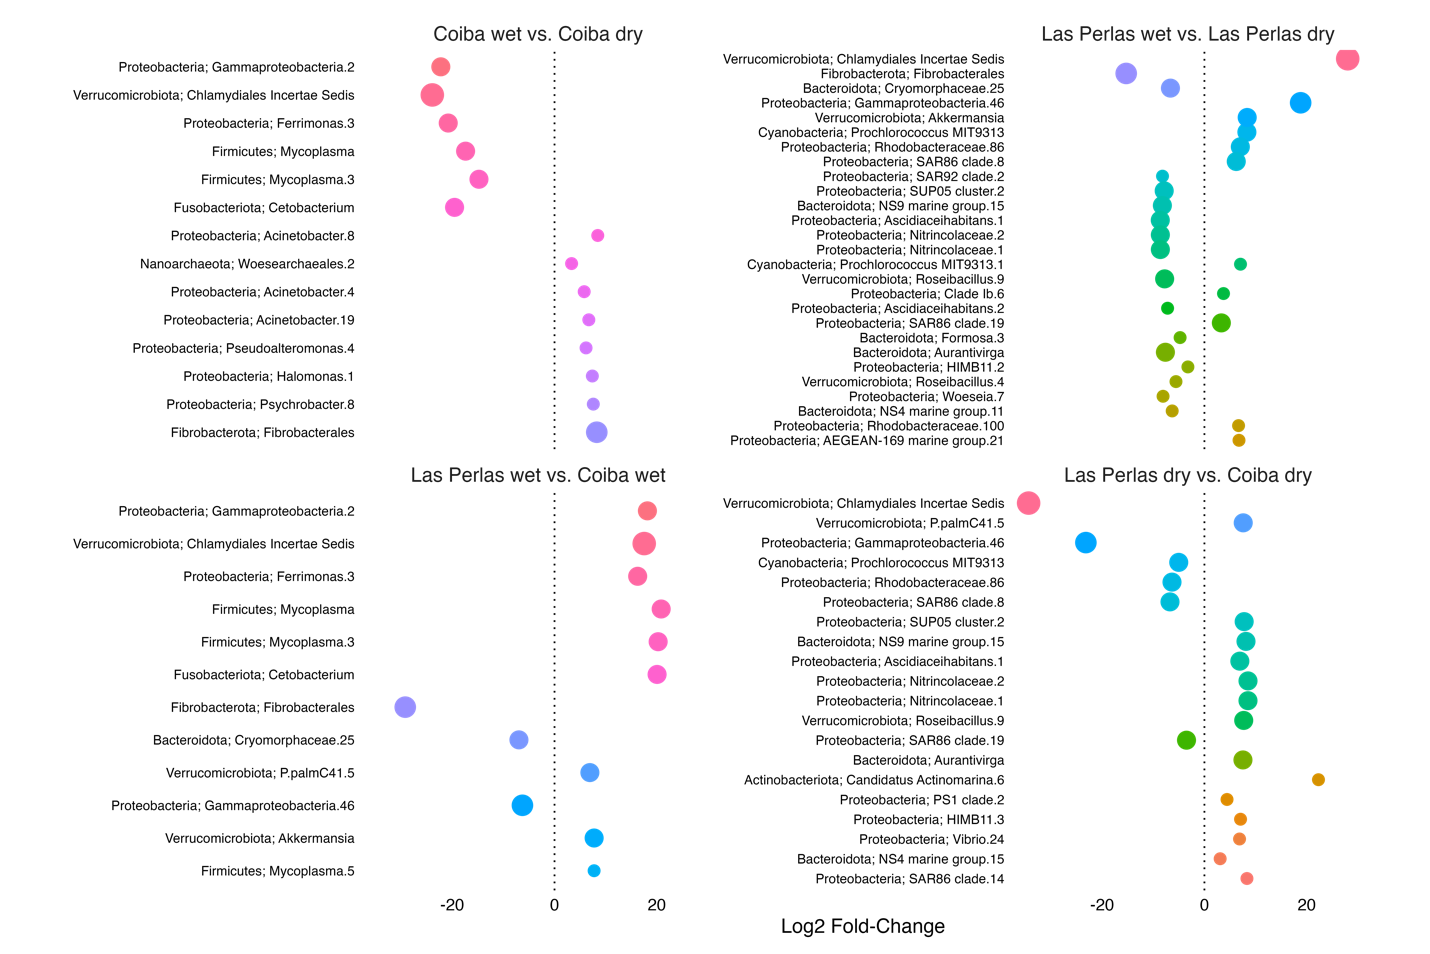 Coiba wet vs. Coiba dry
Proteobacteria; Gammaproteobacteria.2
Verrucomicrobiota; Chlamydiales Incertae Sedis
Proteobacteria; Ferrimonas.3
Firmicutes; Mycoplasma
Firmicutes; Mycoplasma.3
Fusobacteriota; Cetobacterium
Proteobacteria; Acinetobacter.8
Nanoarchaeota; Woesearchaeales.2
Proteobacteria; Acinetobacter.4
Proteobacteria; Acinetobacter.19
Proteobacteria; Pseudoalteromonas.4
Proteobacteria; Halomonas.1
Proteobacteria; Psychrobacter.8
Fibrobacterota; Fibrobacterales
Las Perlas wet vs. Las Perlas dry
Verrucomicrobiota; Chlamydiales Incertae Sedis
Fibrobacterota; Fibrobacterales
Bacteroidota; Cryomorphaceae.25
Proteobacteria; Gammaproteobacteria.46
Verrucomicrobiota; Akkermansia
Cyanobacteria; Prochlorococcus MIT9313
Proteobacteria; Rhodobacteraceae.86
Proteobacteria; SAR86 clade.8
Proteobacteria; SAR92 clade.2
Proteobacteria; SUP05 cluster.2
Bacteroidota; NS9 marine group.15
Proteobacteria; Ascidiaceihabitans.1
Proteobacteria; Nitrincolaceae.2
Proteobacteria; Nitrincolaceae.1
Cyanobacteria; Prochlorococcus MIT9313.1
Verrucomicrobiota; Roseibacillus.9
Proteobacteria; Clade Ib.6
Proteobacteria; Ascidiaceihabitans.2
Proteobacteria; SAR86 clade.19
Bacteroidota; Formosa.3
Bacteroidota; Aurantivirga
Proteobacteria; HIMB11.2
Verrucomicrobiota; Roseibacillus.4
Proteobacteria; Woeseia.7
Bacteroidota; NS4 marine group.11
Proteobacteria; Rhodobacteraceae.100
Proteobacteria; AEGEAN-169 marine group.21
Las Perlas wet vs. Coiba wet
Proteobacteria; Gammaproteobacteria.2
Verrucomicrobiota; Chlamydiales Incertae Sedis
Proteobacteria; Ferrimonas.3
Firmicutes; Mycoplasma
Firmicutes; Mycoplasma.3
Fusobacteriota; Cetobacterium
Fibrobacterota; Fibrobacterales
Bacteroidota; Cryomorphaceae.25
Verrucomicrobiota; P.palmC41.5
Proteobacteria; Gammaproteobacteria.46
Verrucomicrobiota; Akkermansia
Firmicutes; Mycoplasma.5
-20 0 20
Las Perlas dry vs. Coiba dry
Verrucomicrobiota; Chlamydiales Incertae Sedis
Verrucomicrobiota; P.palmC41.5
Proteobacteria; Gammaproteobacteria.46
Cyanobacteria; Prochlorococcus MIT9313
Proteobacteria; Rhodobacteraceae.86
Proteobacteria; SAR86 clade.8
Proteobacteria; SUP05 cluster.2
Bacteroidota; NS9 marine group.15
Proteobacteria; Ascidiaceihabitans.1
Proteobacteria; Nitrincolaceae.2
Proteobacteria; Nitrincolaceae.1
Verrucomicrobiota; Roseibacillus.9
Proteobacteria; SAR86 clade.19
Bacteroidota; Aurantivirga
Actinobacteriota; Candidatus Actinomarina.6
Proteobacteria; PS1 clade.2
Proteobacteria; HIMB11.3
Proteobacteria; Vibrio.24
Bacteroidota; NS4 marine group.15
Proteobacteria; SAR86 clade.14
-20 0 20
Log2 Fold-Change